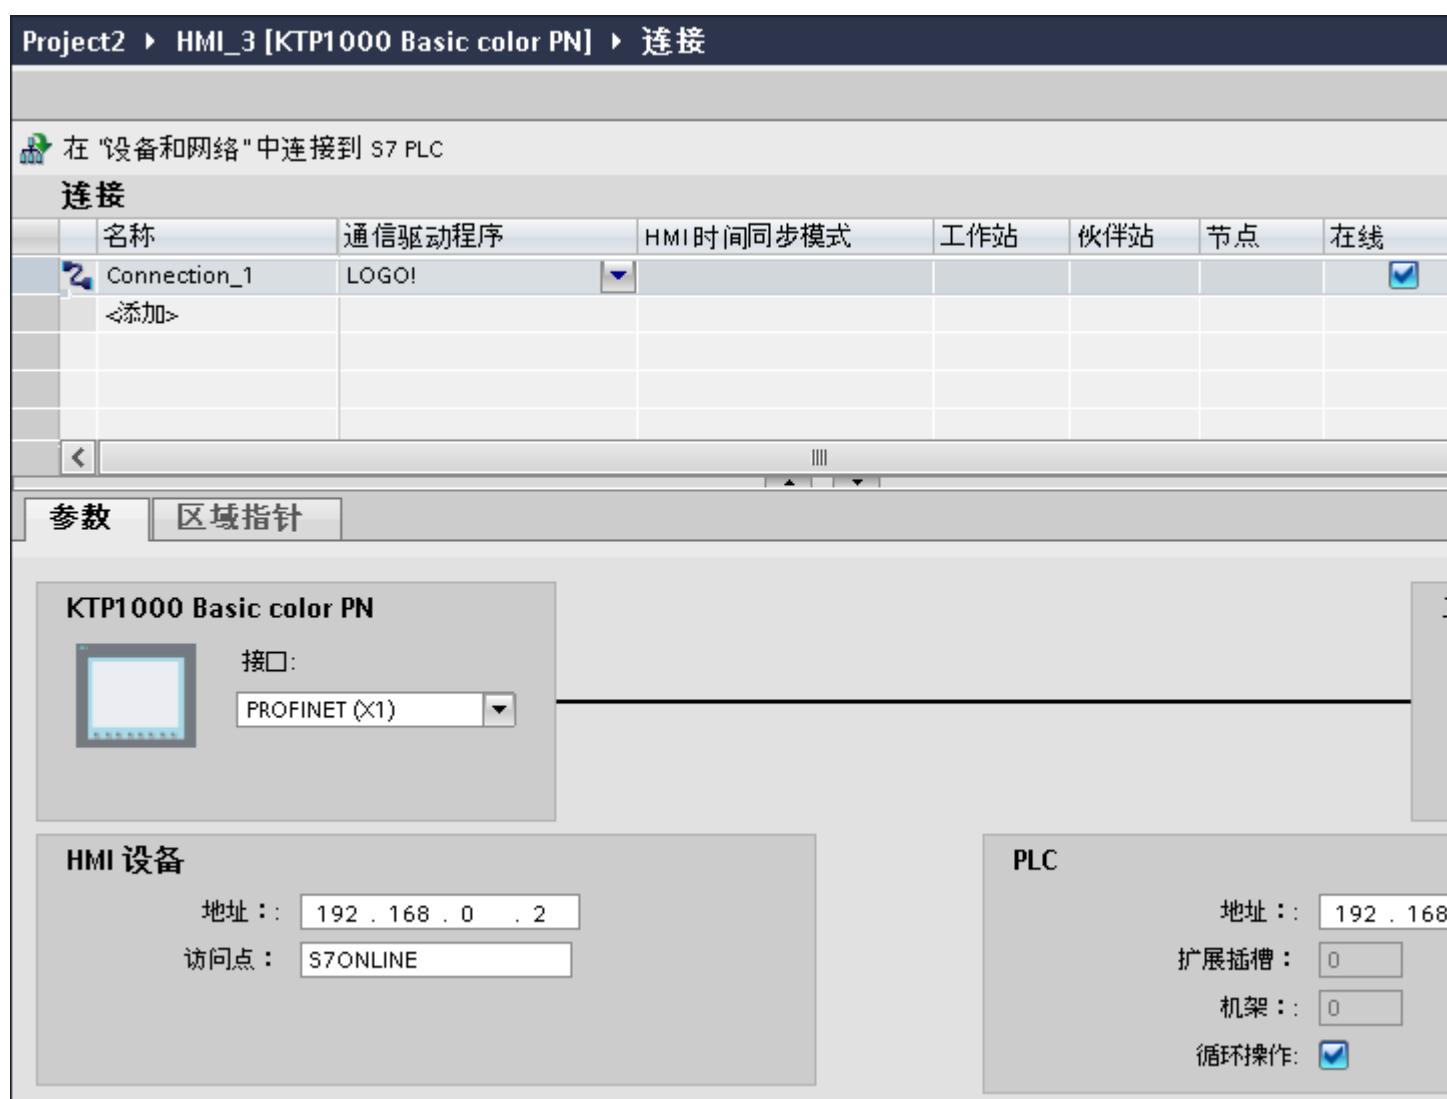 Project2 ▸ HMI_3 [KTP1000 Basic color PN] ▸ 连接
在 "设备和网络" 中连接到 S7 PLC
连接
名称 通信驱动程序 HMI时间同步模式 工作站 伙伴站 节点 在线
Connection_1 LOGO!
<添加>
参数 区域指针
KTP1000 Basic color PN
接口:
PROFINET (X1)
HMI 设备 PLC
地址：: 192 . 168 . 0 . 2 地址：: 192 . 168
访问点： S7ONLINE 扩展插槽： 0
机架：: 0
循环操作: